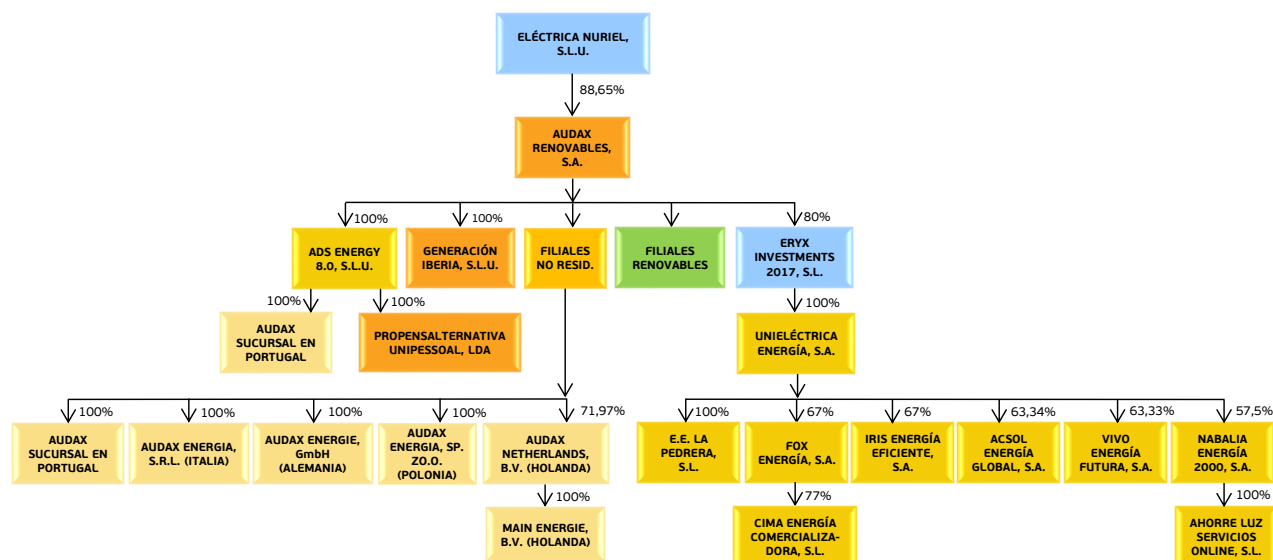 ELÉCTRICA NURIEL,
S.L.U.
88,65%
AUDAX
RENOVABLES,
S.A.
100%
100%
80%
ADS ENERGY
8.0, S.L.U.
GENERACIÓN
IBERIA, S.L.U.
FILIALES
NO RESID.
FILIALES
RENOVABLES
ERYX
INVESTMENTS
2017, S.L.
100%
100%
100%
AUDAX
SUCURSAL EN
PORTUGAL
PROPENSALTERNATIVA
UNIPESSOAL, LDA
UNIELÉCTRICA
ENERGÍA, S.A.
100%
100%
100%
100%
71,97%
100%
67%
67%
63,34%
63,33%
57,5%
AUDAX
SUCURSAL EN
PORTUGAL
AUDAX ENERGIA,
S.R.L. (ITALIA)
AUDAX ENERGIE,
GmbH
(ALEMANIA)
AUDAX
ENERGIA, SP.
ZO.O.
(POLONIA)
AUDAX
NETHERLANDS,
B.V. (HOLANDA)
E.E. LA
PEDRERA,
S.L.
FOX
ENERGÍA, S.A.
IRIS ENERGÍA
EFICIENTE,
S.A.
ACSOL
ENERGÍA
GLOBAL, S.A.
VIVO
ENERGÍA
FUTURA, S.A.
NABALIA
ENERGÍA
2000, S.A.
100%
77%
100%
MAIN ENERGIE,
B.V. (HOLANDA)
CIMA ENERGÍA
COMERCIALIZA-
DORA, S.L.
AHORRE LUZ
SERVICIOS
ONLINE, S.L.